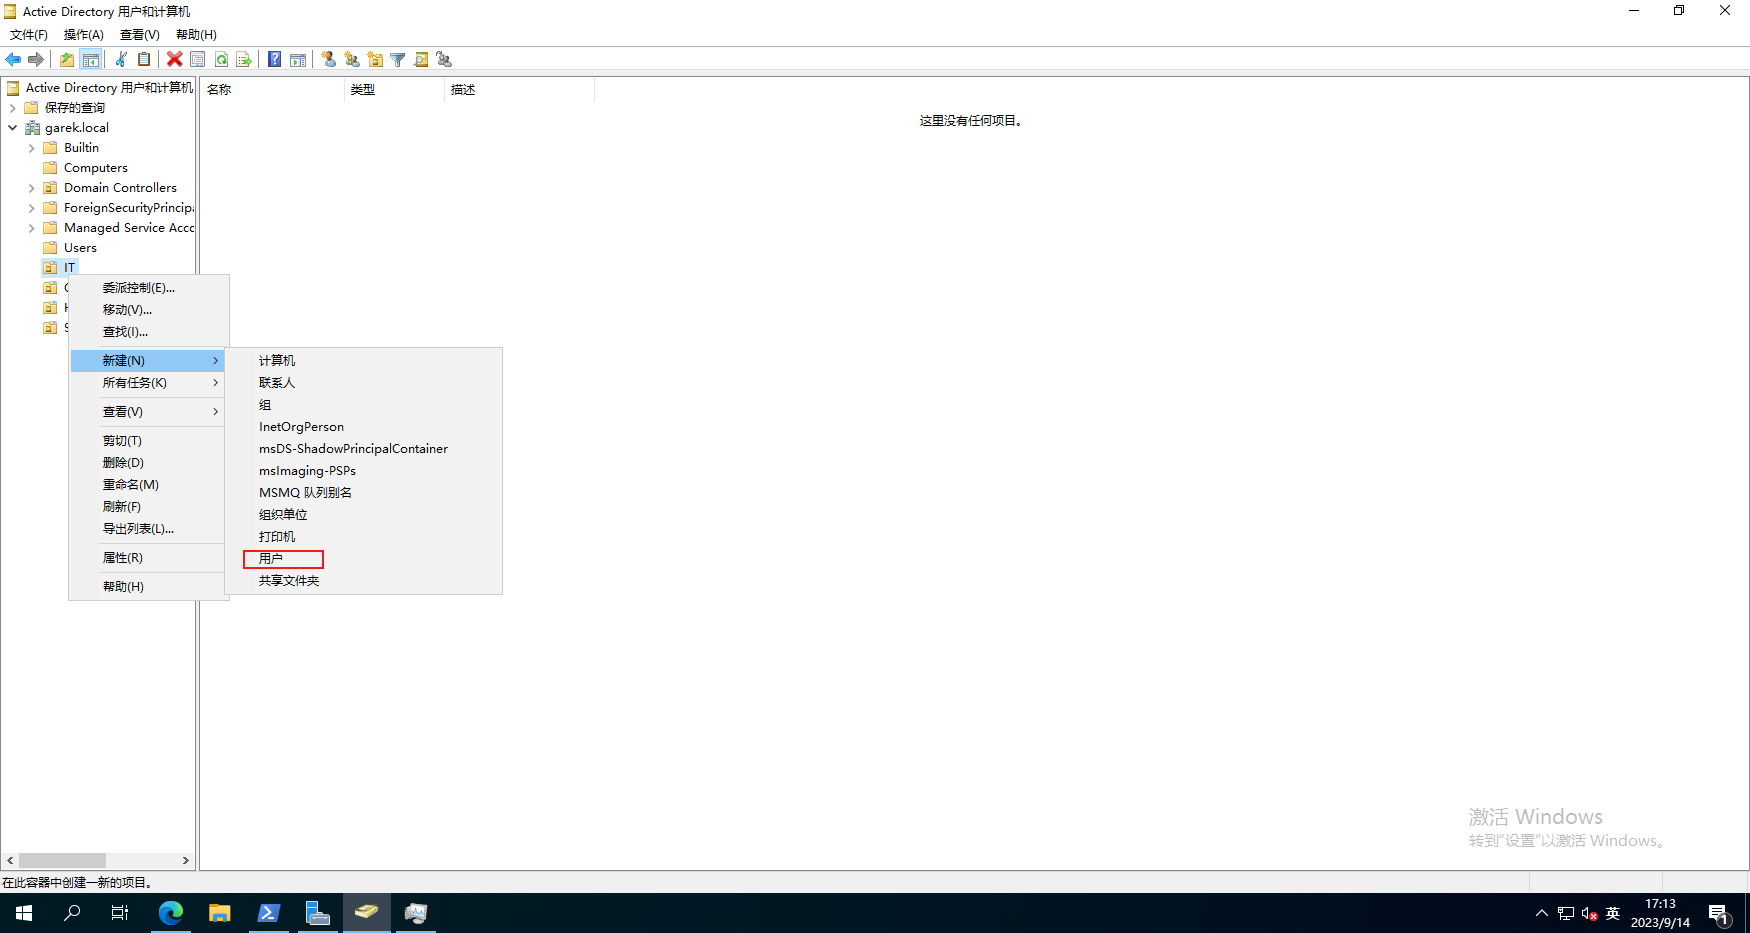 Active Directory 用户和计算机
文件(F) 操作(A) 查看(V) 帮助(H)
Active Directory 用户和计算机
保存的查询
garek.local
Builtin
Computers
Domain Controllers
ForeignSecurityPrincip
Managed Service Acc
Users
IT
名称 类型 描述
这里没有任何项目。
委派控制(E)...
移动(V)...
查找(I)...
新建(N)
所有任务(K)
查看(V)
剪切(T)
删除(D)
重命名(M)
刷新(F)
导出列表(L)...
属性(R)
帮助(H)
计算机
联系人
组
InetOrgPerson
msDS-ShadowPrincipalContainer
msImaging-PSPs
MSMQ 队列别名
组织单位
打印机
用户
共享文件夹
激活 Windows
转到"设置"以激活 Windows。
在此容器中创建一新的项目。
英
17:13
2023/9/14
1